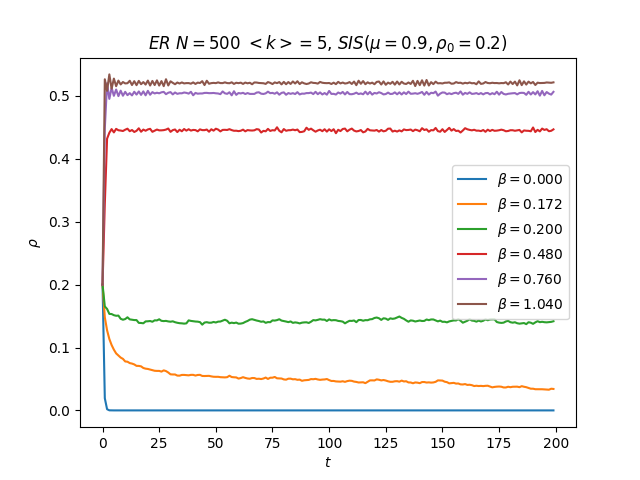 ER N = 500 < k >= 5, SIS(μ = 0.9, ρ₀ = 0.2)
ρ
0.5
0.4
0.3
0.2
0.1
0.0
β = 0.000
β = 0.172
β = 0.200
β = 0.480
β = 0.760
β = 1.040
0 25 50 75 100 125 150 175 200
t